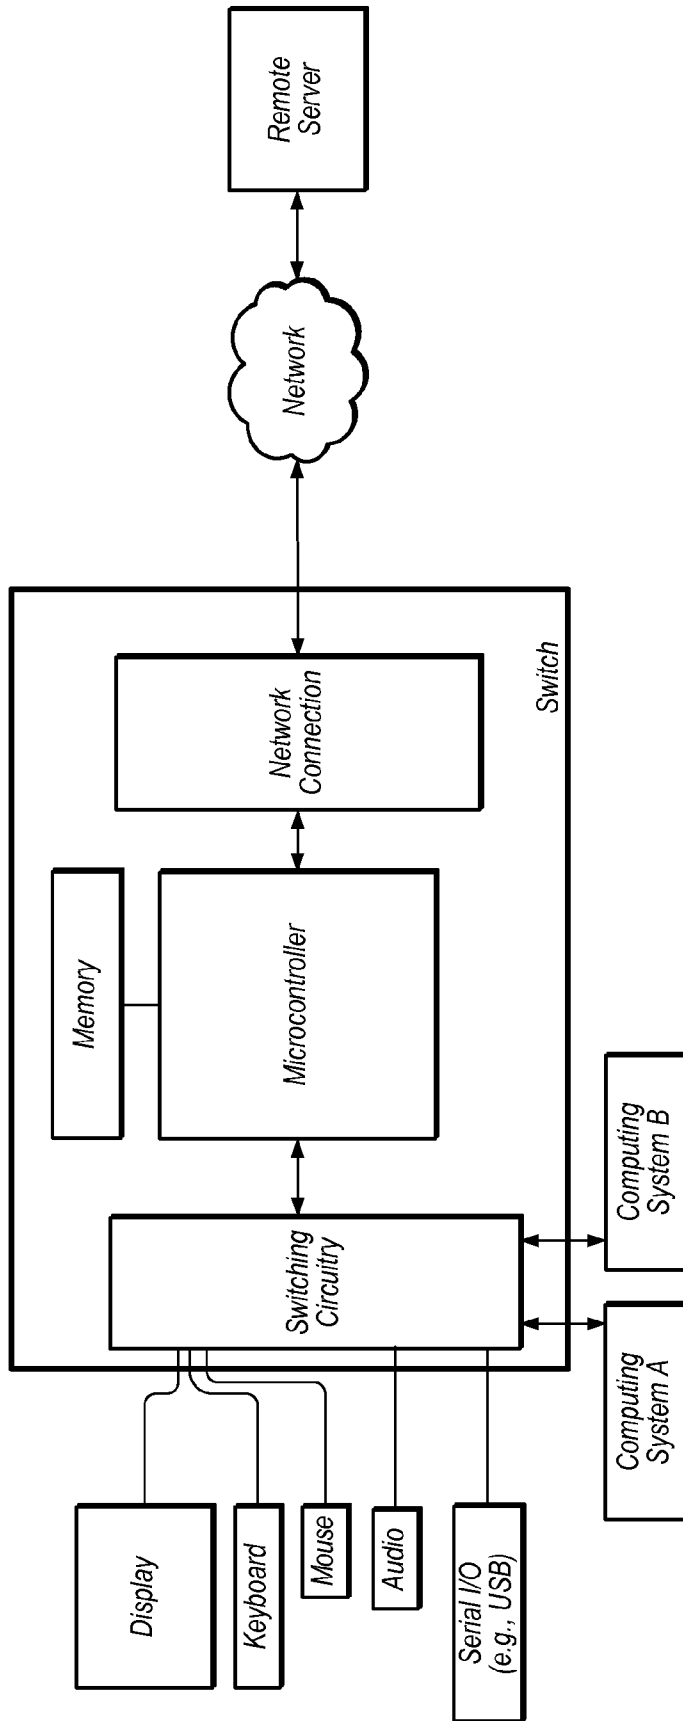 Display
Keyboard
Mouse
Audio
Serial I/O
(e.g., USB)
Switching
Circuitry
Computing
System A
Computing
System B
Memory
Microcontroller
Network
Connection
Switch
Network
Remote
Server